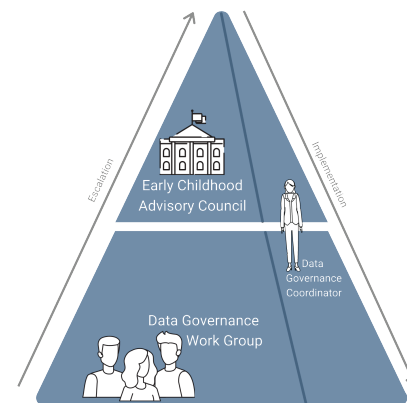 Escalation
Implementation
Early Childhood
Advisory Council
Data
Governance
Coordinator
Data Governance
Work Group